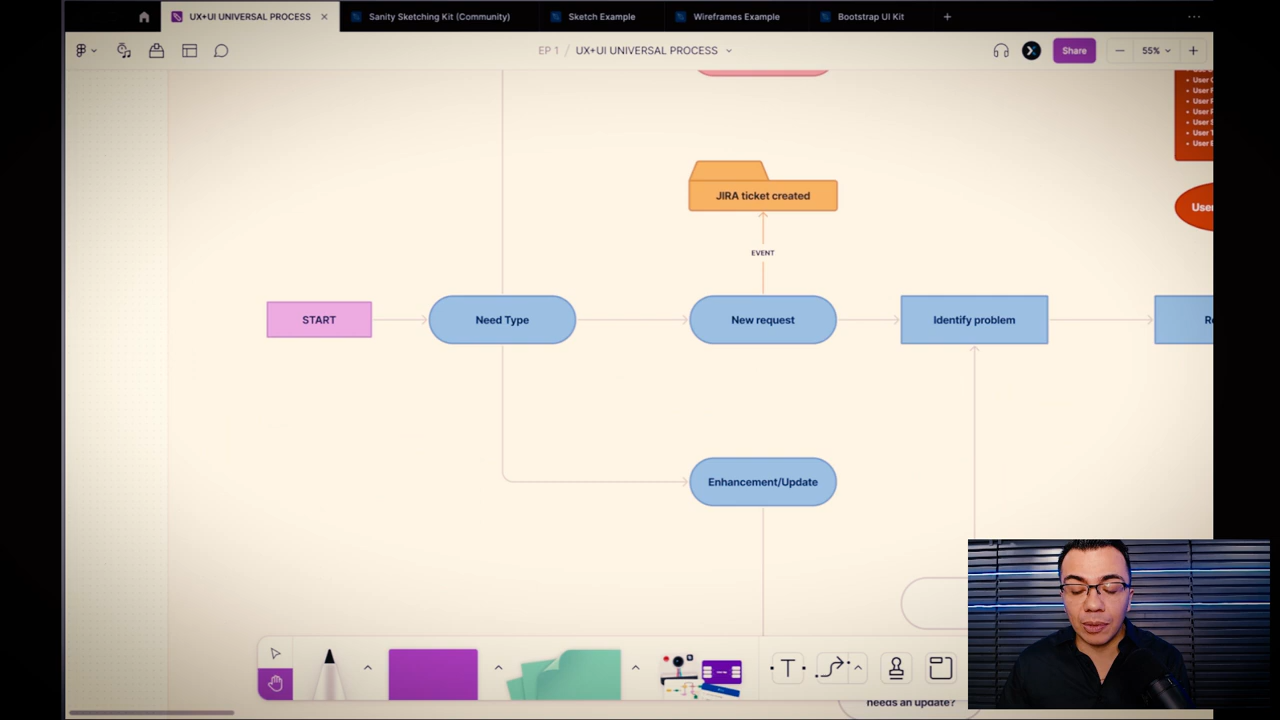 UX+UI UNIVERSAL PROCESS
Sanity Sketching Kit (Community)
Sketch Example
Wireframes Example
Bootstrap UI Kit
EP 1 / UX+UI UNIVERSAL PROCESS
Share
55%
JIRA ticket created
User
EVENT
START
Need Type
New request
Identify problem
Enhancement/Update
T
needs an update?